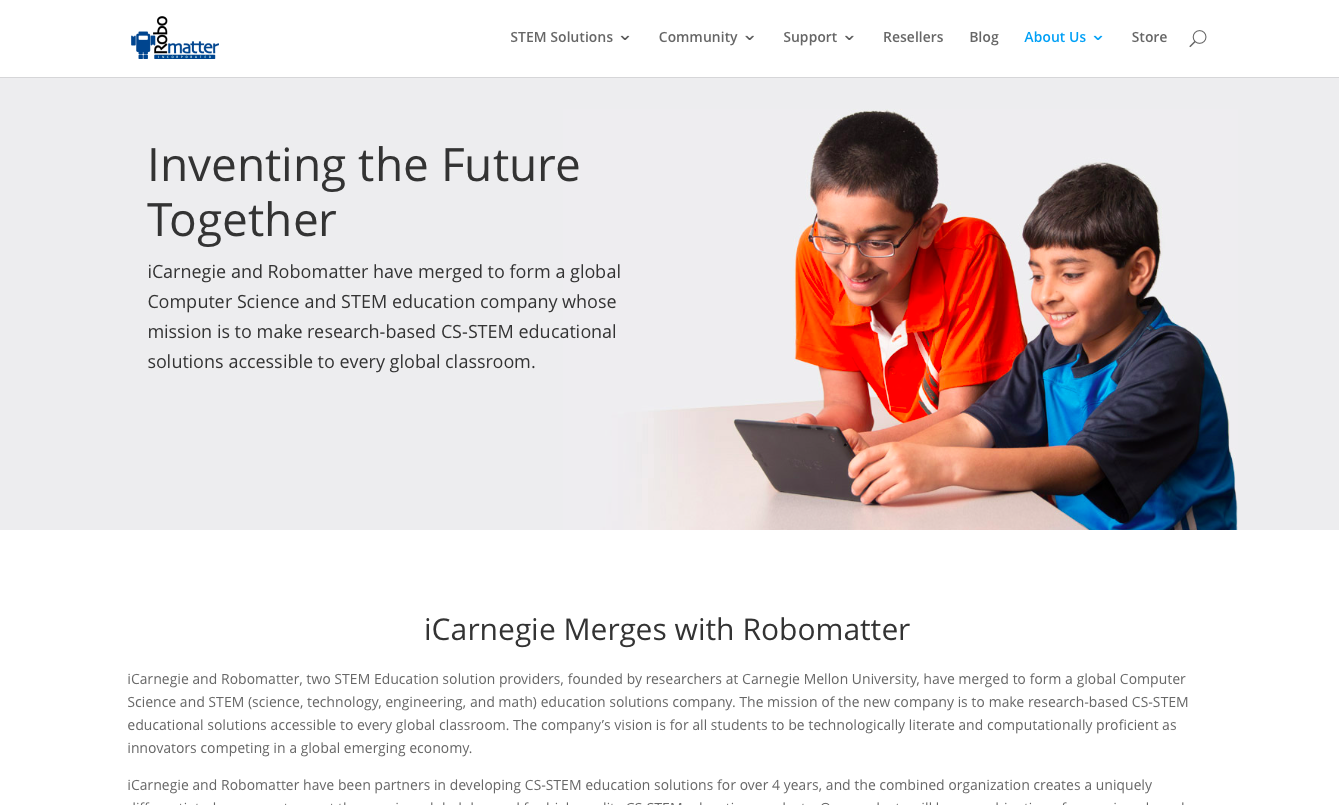 Robo
matter
INCORPORATED
STEM Solutions
Community
Support
Resellers
Blog
About Us
Store
Inventing the Future
Together
iCarnegie and Robomatter have merged to form a global
Computer Science and STEM education company whose
mission is to make research-based CS-STEM educational
solutions accessible to every global classroom.
iCarnegie Merges with Robomatter
iCarnegie and Robomatter, two STEM Education solution providers, founded by researchers at Carnegie Mellon University, have merged to form a global Computer
Science and STEM (science, technology, engineering, and math) education solutions company. The mission of the new company is to make research-based CS-STEM
educational solutions accessible to every global classroom. The company's vision is for all students to be technologically literate and computationally proficient as
innovators competing in a global emerging economy.
iCarnegie and Robomatter have been partners in developing CS-STEM education solutions for over 4 years, and the combined organization creates a uniquely